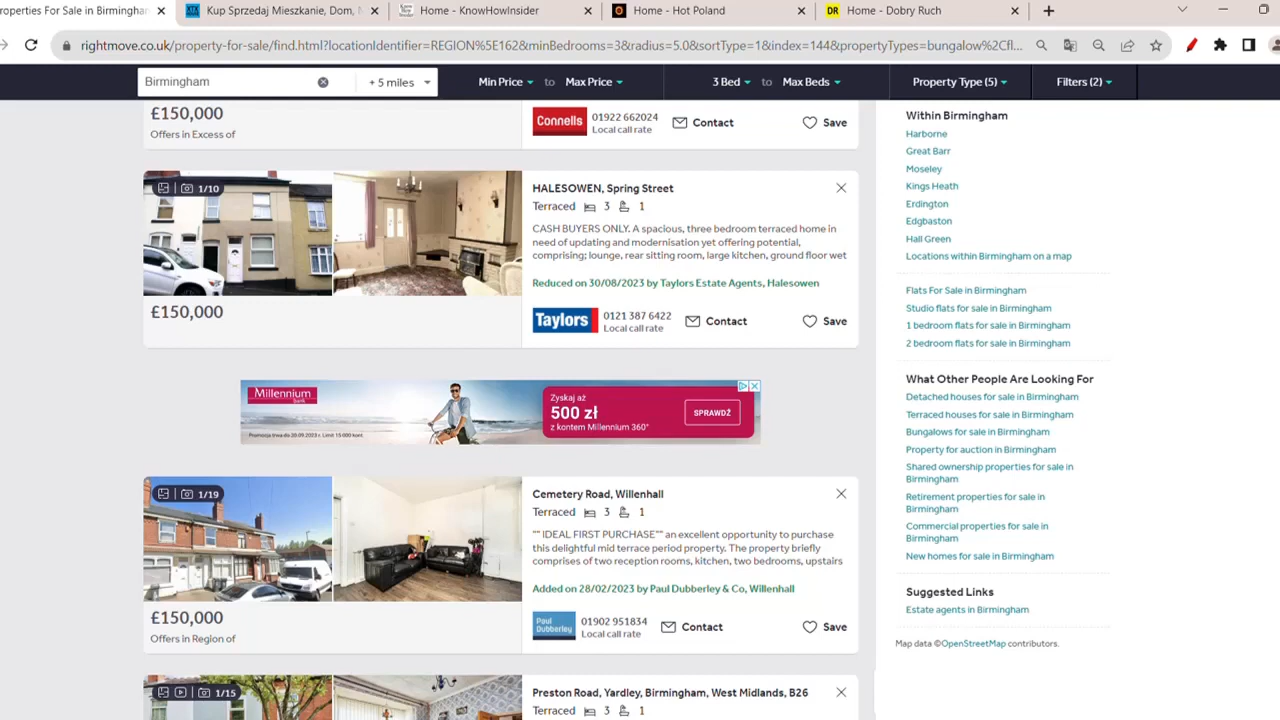 roperties For Sale in Birminghan
Kup Sprzedaj Mieszkanie, Dom,
Home - KnowHowInsider
Home - Hot Poland
DR Home - Dobry Ruch
rightmove.co.uk/property-for-sale/find.html?locationIdentifier=REGION%5E162&minBedrooms=3&radius=5.0&sortType=1&index=144&propertyTypes=bungalow%2Cfl...
Birmingham
+ 5 miles
Min Price to Max Price
3 Bed to Max Beds
Property Type (5)
Filters (2)
£150,000
Offers in Excess of
Connells
01922 662024
Local call rate
Contact
Save
1/10
HALESOWEN, Spring Street
Terraced 3 1
CASH BUYERS ONLY. A spacious, three bedroom terraced home in
need of updating and modernisation yet offering potential,
comprising; lounge, rear sitting room, large kitchen, ground floor wet
Reduced on 30/08/2023 by Taylors Estate Agents, Halesowen
£150,000
Taylors
0121 387 6422
Local call rate
Contact
Save
Millennium
bank
Promocja trwa do 20.09.2023 r. Limit 15 000 kont.
Zyskaj aż
500 zł
z kontem Millennium 360°
SPRAWDŹ
1/19
Cemetery Road, Willenhall
Terraced 3 1
"" IDEAL FIRST PURCHASE"" an excellent opportunity to purchase
this delightful mid terrace period property. The property briefly
comprises of two reception rooms, kitchen, two bedrooms, upstairs
Added on 28/02/2023 by Paul Dubberley & Co, Willenhall
£150,000
Offers in Region of
Paul
Dubberley
01902 951834
Local call rate
Contact
Save
1/15
Preston Road, Yardley, Birmingham, West Midlands, B26
Terraced 3 1
Within Birmingham
Harborne
Great Barr
Moseley
Kings Heath
Erdington
Edgbaston
Hall Green
Locations within Birmingham on a map
Flats For Sale in Birmingham
Studio flats for sale in Birmingham
1 bedroom flats for sale in Birmingham
2 bedroom flats for sale in Birmingham
What Other People Are Looking For
Detached houses for sale in Birmingham
Terraced houses for sale in Birmingham
Bungalows for sale in Birmingham
Property for auction in Birmingham
Shared ownership properties for sale in
Birmingham
Retirement properties for sale in
Birmingham
Commercial properties for sale in
Birmingham
New homes for sale in Birmingham
Suggested Links
Estate agents in Birmingham
Map data ©OpenStreetMap contributors.